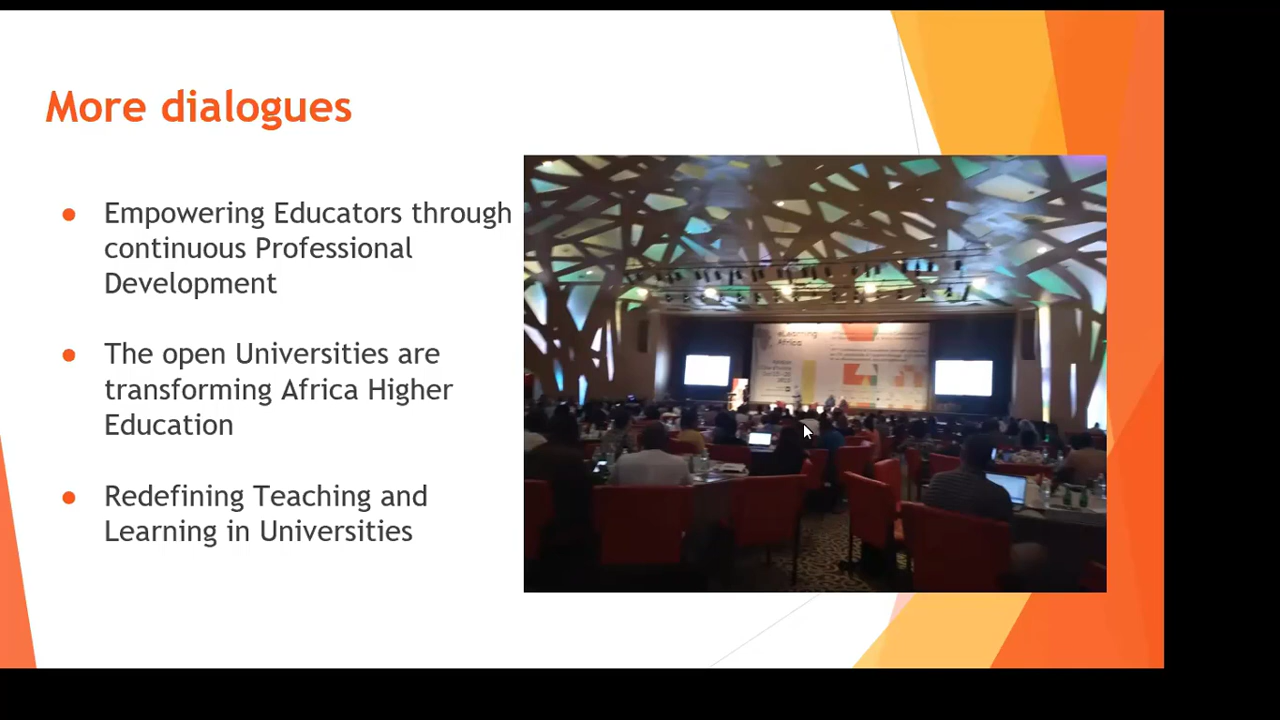 More dialogues
Empowering Educators through
continuous Professional
Development
The open Universities are
transforming Africa Higher
Education
Redefining Teaching and
Learning in Universities
eLearning
Africa